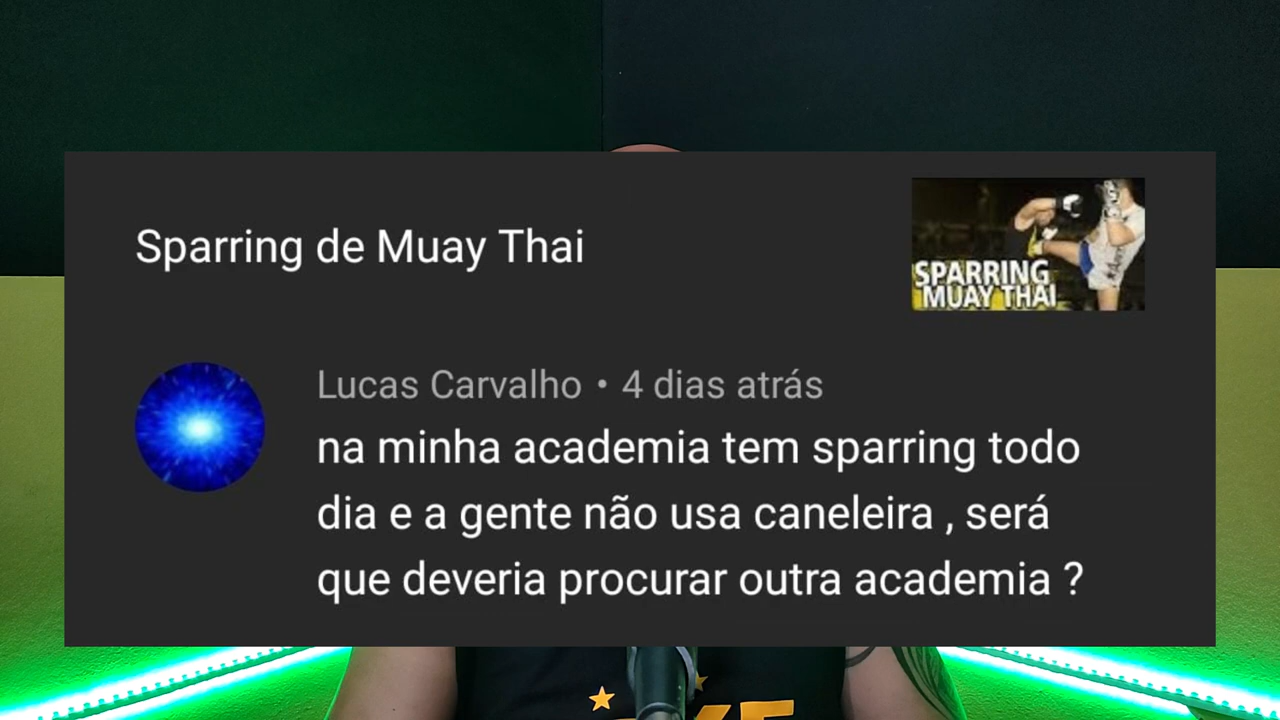 Sparring de Muay Thai
SPARRING
MUAY THAI
Lucas Carvalho • 4 dias atrás
na minha academia tem sparring todo
dia e a gente não usa caneleira , será
que deveria procurar outra academia ?